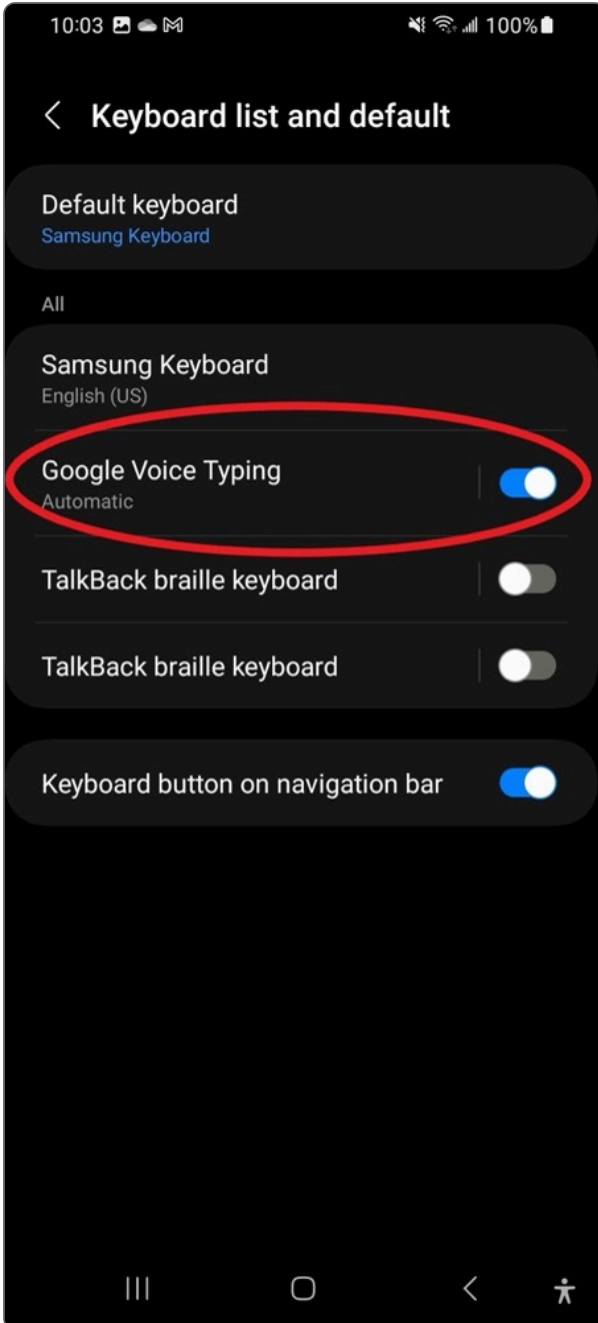 10:03 100%
Keyboard list and default
Default keyboard
Samsung Keyboard
All
Samsung Keyboard
English (US)
Google Voice Typing
Automatic
TalkBack braille keyboard
TalkBack braille keyboard
Keyboard button on navigation bar